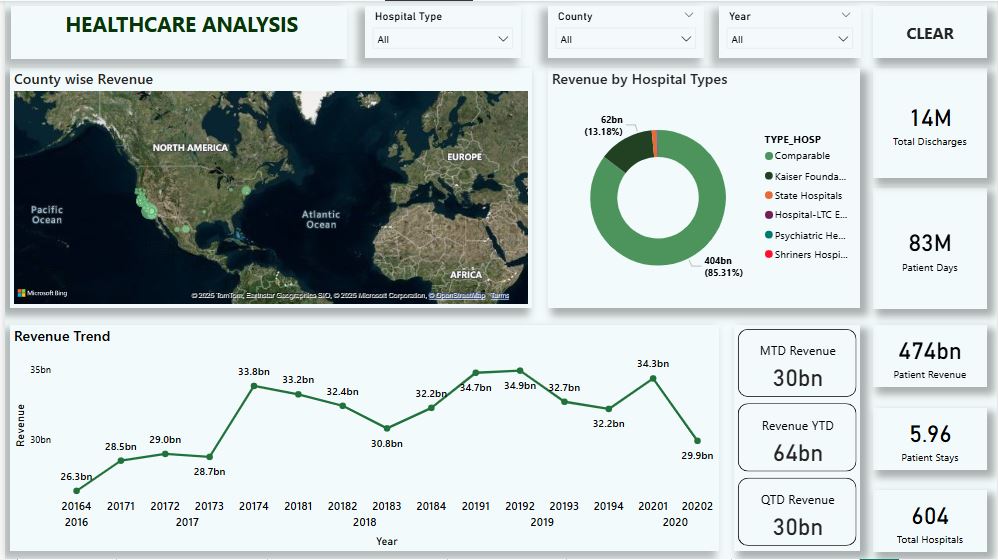 HEALTHCARE ANALYSIS
Hospital Type
All
County
All
Year
All
CLEAR
County wise Revenue
NORTH AMERICA
EUROPE
Pacific
Ocean
Atlantic
Ocean
AFRICA
Microsoft Bing
© 2025 TomTom, Earthstar Geographics SIO, © 2025 Microsoft Corporation, © OpenStreetMap Terms
Revenue by Hospital Types
62bn
(13.18%)
404bn
(85.31%)
TYPE_HOSP
Comparable
Kaiser Founda...
State Hospitals
Hospital-LTC E...
Psychiatric He...
Shriners Hospi...
14M
Total Discharges
83M
Patient Days
Revenue Trend
35bn
30bn
Revenue
26.3bn
28.5bn
29.0bn
28.7bn
33.8bn
33.2bn
32.4bn
30.8bn
32.2bn
34.7bn
34.9bn
32.7bn
32.2bn
34.3bn
29.9bn
20164 20171 20172 20173 20174 20181 20182 20183 20184 20191 20192 20193 20194 20201 20202
2016 2017 2018 2019 2020
Year
MTD Revenue
30bn
Revenue YTD
64bn
QTD Revenue
30bn
474bn
Patient Revenue
5.96
Patient Stays
604
Total Hospitals